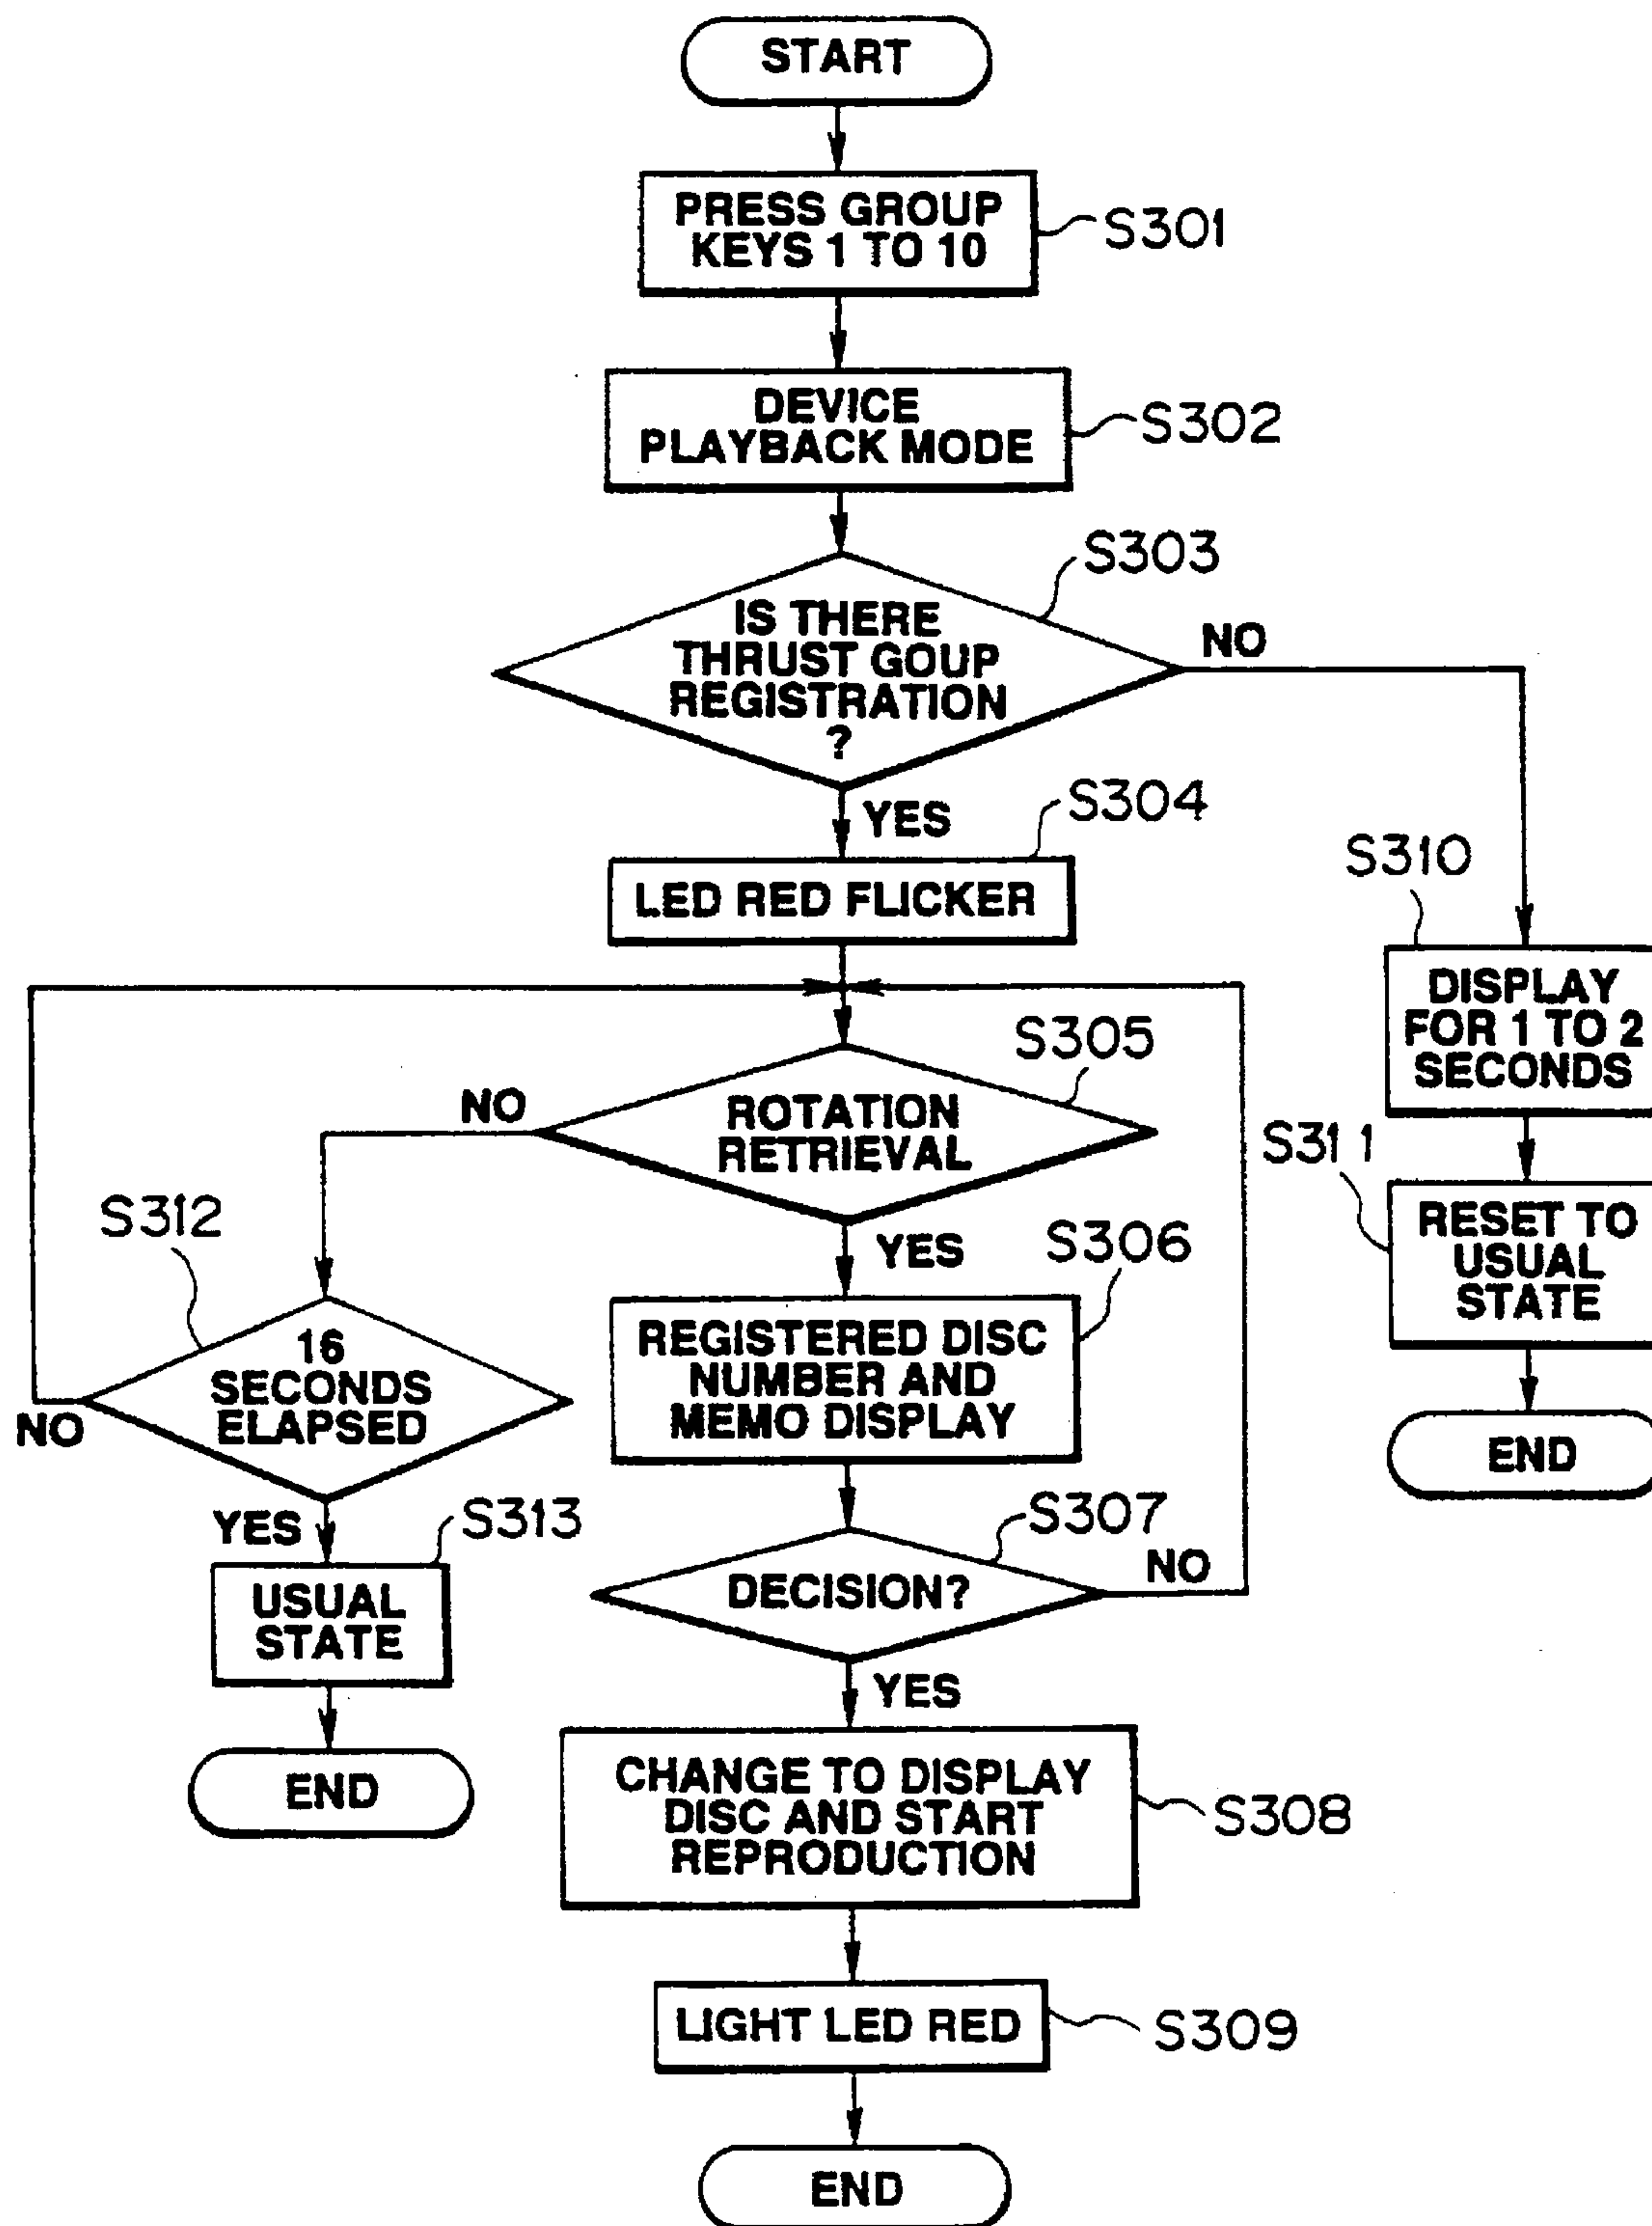 START
PRESS GROUP
KEYS 1 TO 10
S301
DEVICE
PLAYBACK MODE
S302
S303
IS THERE
THRUST GOUP
REGISTRATION
?
NO
YES
S304
LED RED FLICKER
S310
DISPLAY
FOR 1 TO 2
SECONDS
S311
RESET TO
USUAL
STATE
END
S305
ROTATION
RETRIEVAL
NO
YES
S312
16
SECONDS
ELAPSED
NO
YES
S313
USUAL
STATE
END
S306
REGISTERED DISC
NUMBER AND
MEMO DISPLAY
S307
DECISION?
NO
YES
CHANGE TO DISPLAY
DISC AND START
REPRODUCTION
S308
LIGHT LED RED
S309
END